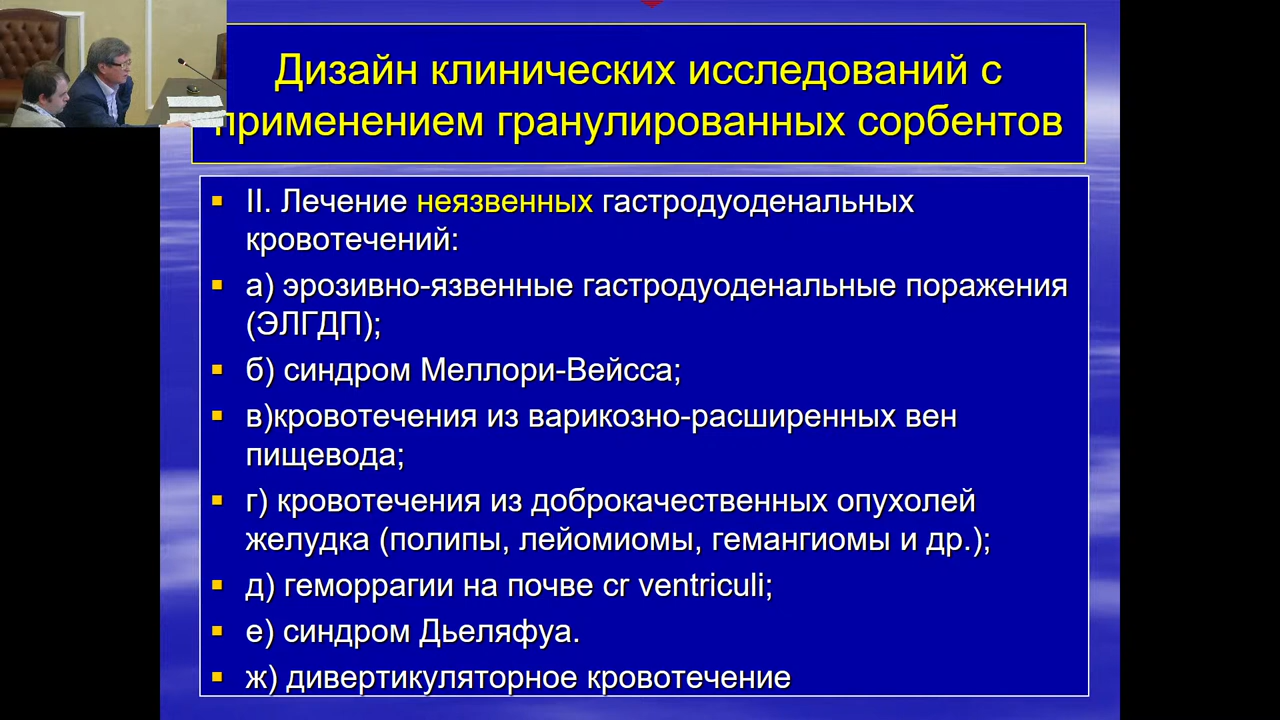 Дизайн клинических исследований с
применением гранулированных сорбентов
II. Лечение неязвенных гастродуоденальных
кровотечений:
а) эрозивно-язвенные гастродуоденальные поражения
(ЭЛГДП);
б) синдром Меллори-Вейсса;
в)кровотечения из варикозно-расширенных вен
пищевода;
г) кровотечения из доброкачественных опухолей
желудка (полипы, лейомиомы, гемангиомы и др.);
д) геморрагии на почве cr ventriculi;
е) синдром Дьеляфуа.
ж) дивертикуляторное кровотечение